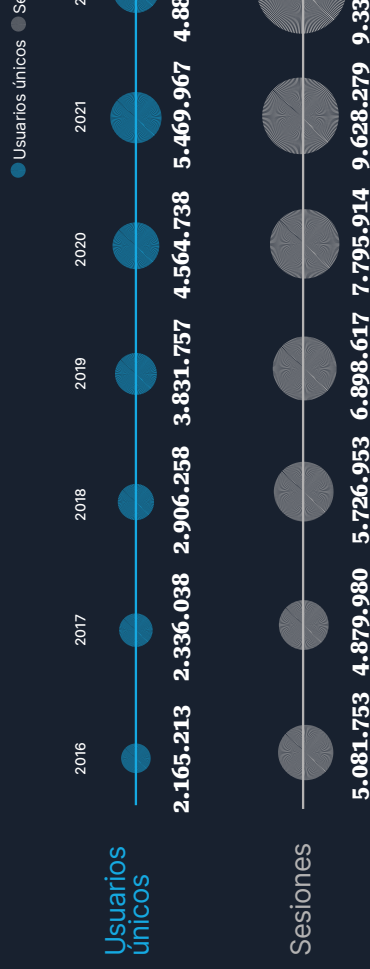 Usuarios únicos
2016 2017 2018 2019 2020 2021
Usuarios
únicos
2.165.213 2.336.038 2.906.258 3.831.757 4.564.738 5.469.967
Sesiones
5.081.753 4.879.980 5.726.953 6.898.617 7.795.914 9.628.279